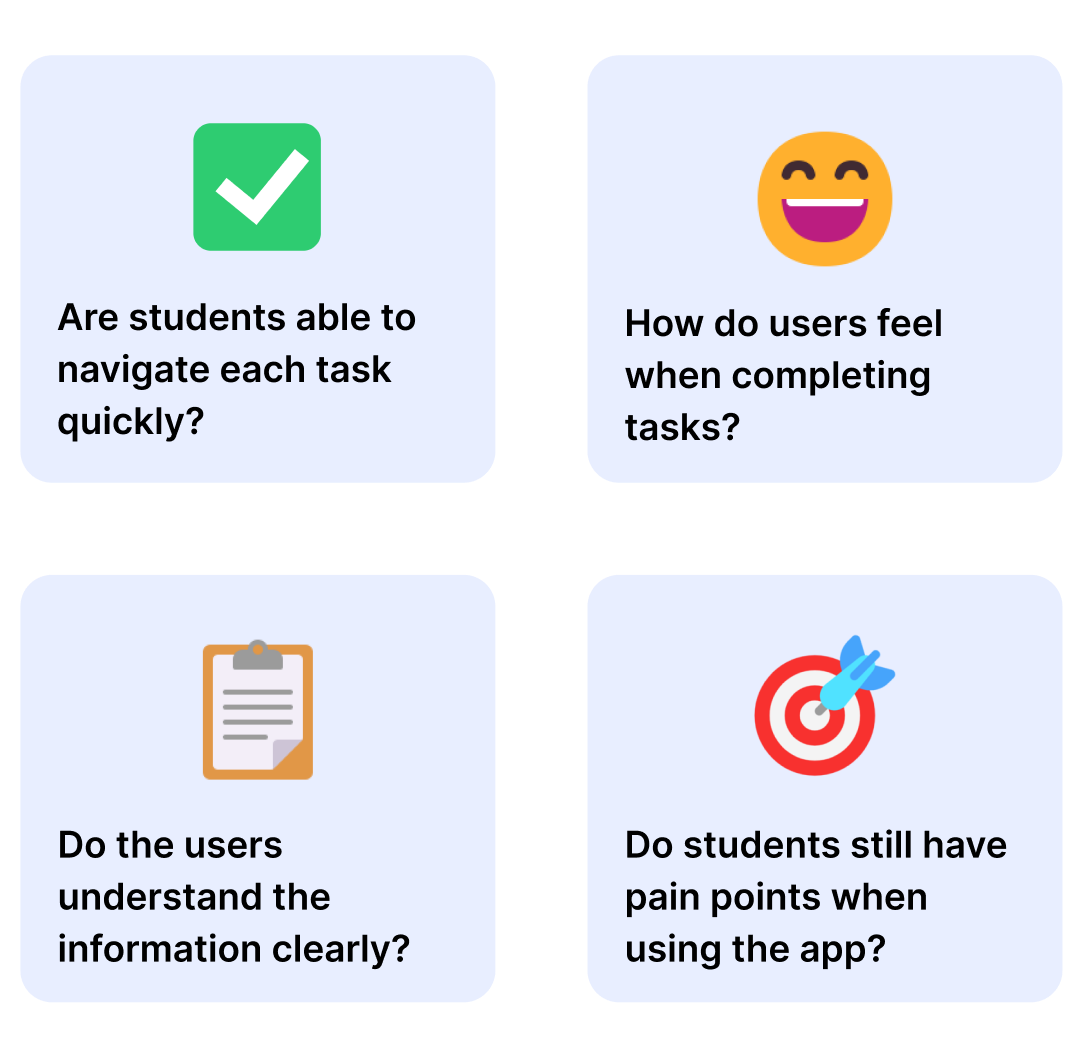 Are students able to
navigate each task
quickly?
How do users feel
when completing
tasks?
Do the users
understand the
information clearly?
Do students still have
pain points when
using the app?